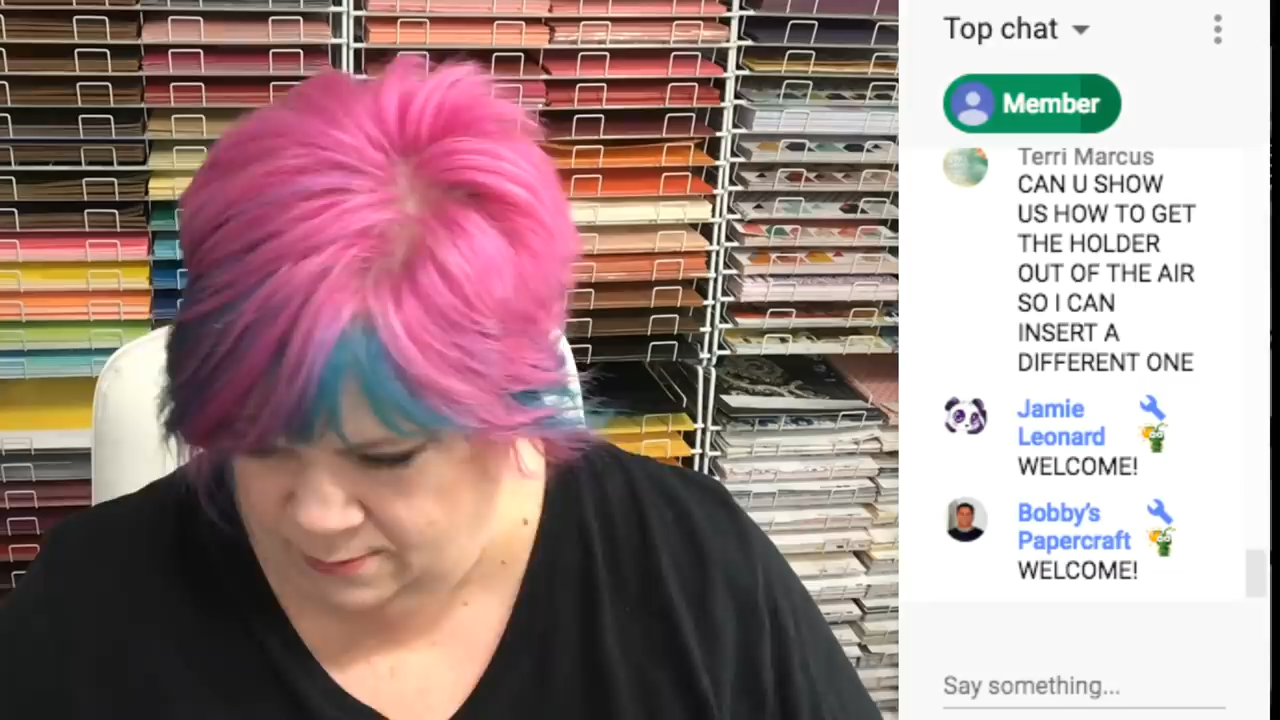 Top chat
Member
Terri Marcus
CAN U SHOW
US HOW TO GET
THE HOLDER
OUT OF THE AIR
SO I CAN
INSERT A
DIFFERENT ONE
Jamie
Leonard
WELCOME!
Bobby's
Papercraft
WELCOME!
Say something...